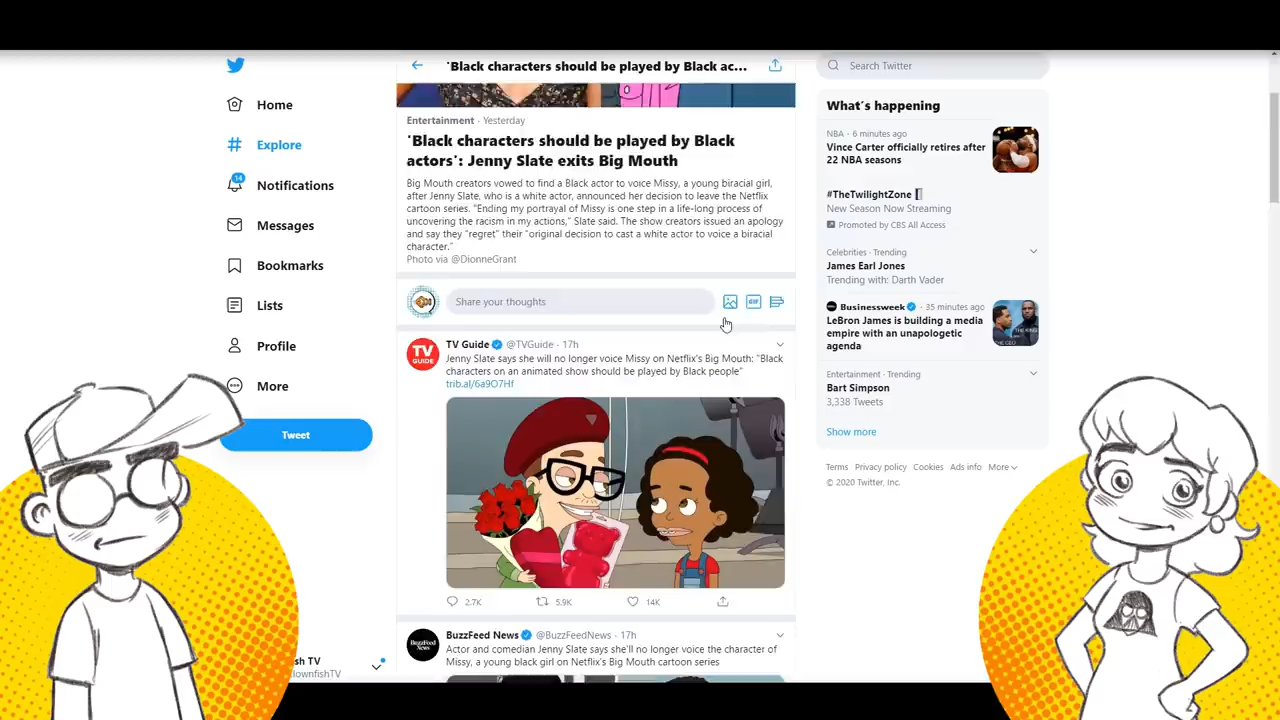 'Black characters should be played by Black ac...
Search Twitter
Home
Explore
14
Notifications
Messages
Bookmarks
Lists
Profile
More
Tweet
sh TV
lownfishTV
Entertainment · Yesterday
'Black characters should be played by Black
actors': Jenny Slate exits Big Mouth
Big Mouth creators vowed to find a Black actor to voice Missy, a young biracial girl,
after Jenny Slate, who is a white actor, announced her decision to leave the Netflix
cartoon series. "Ending my portrayal of Missy is one step in a life-long process of
uncovering the racism in my actions," Slate said. The show creators issued an apology
and say they "regret" their "original decision to cast a white actor to voice a biracial
character."
Photo via @DionneGrant
Share your thoughts
GIF
TV GUIDE
TV Guide @TVGuide · 17h
Jenny Slate says she will no longer voice Missy on Netflix's Big Mouth: "Black
characters on an animated show should be played by Black people"
trib.al/6a9O7Hf
2.7K 5.9K 14K
BuzzFeed News
BuzzFeed News @BuzzFeedNews · 17h
Actor and comedian Jenny Slate says she'll no longer voice the character of
Missy, a young black girl on Netflix's Big Mouth cartoon series
What's happening
NBA · 6 minutes ago
Vince Carter officially retires after
22 NBA seasons
#TheTwilightZone
New Season Now Streaming
Promoted by CBS All Access
Celebrities · Trending
James Earl Jones
Trending with: Darth Vader
Businessweek · 35 minutes ago
LeBron James is building a media
empire with an unapologetic
agenda
Entertainment · Trending
Bart Simpson
3,338 Tweets
Show more
Terms Privacy policy Cookies Ads info More
© 2020 Twitter, Inc.